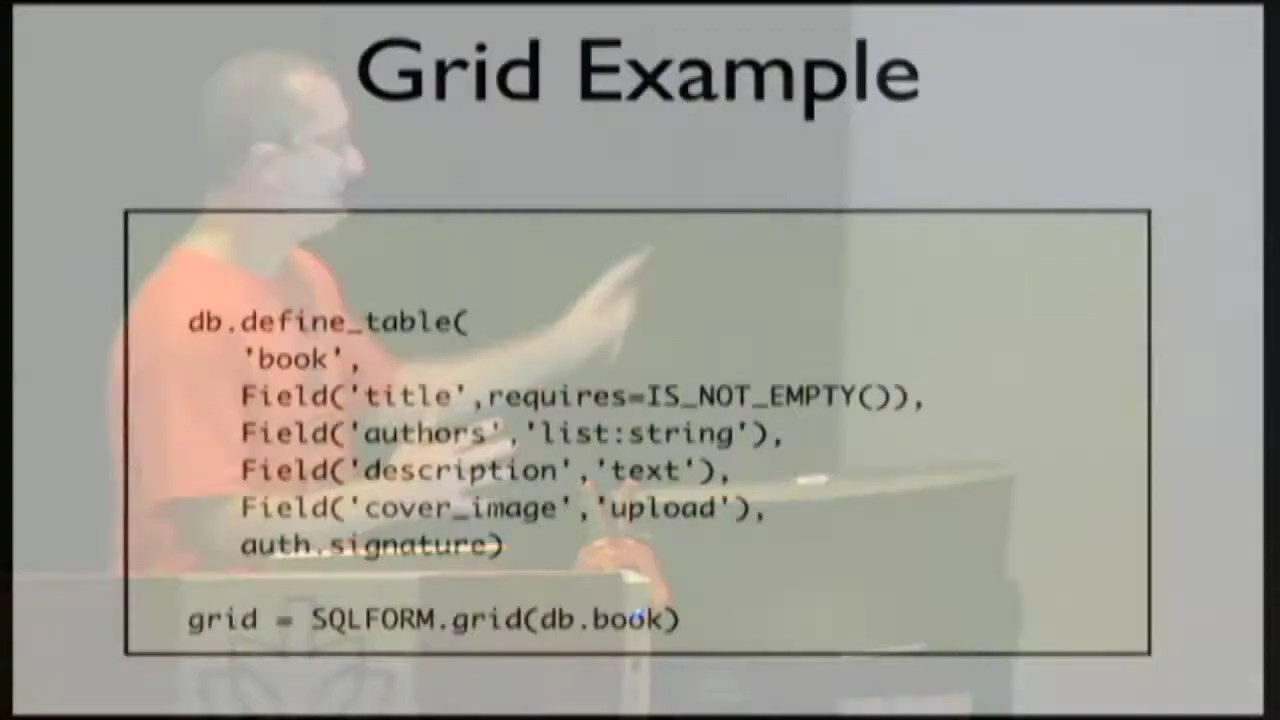 Grid Example
db.define_table(
'book',
Field('title',requires=IS_NOT_EMPTY()),
Field('authors','list:string'),
Field('description','text'),
Field('cover_image','upload'),
auth.signature)
grid = SQLFORM.grid(db.book)